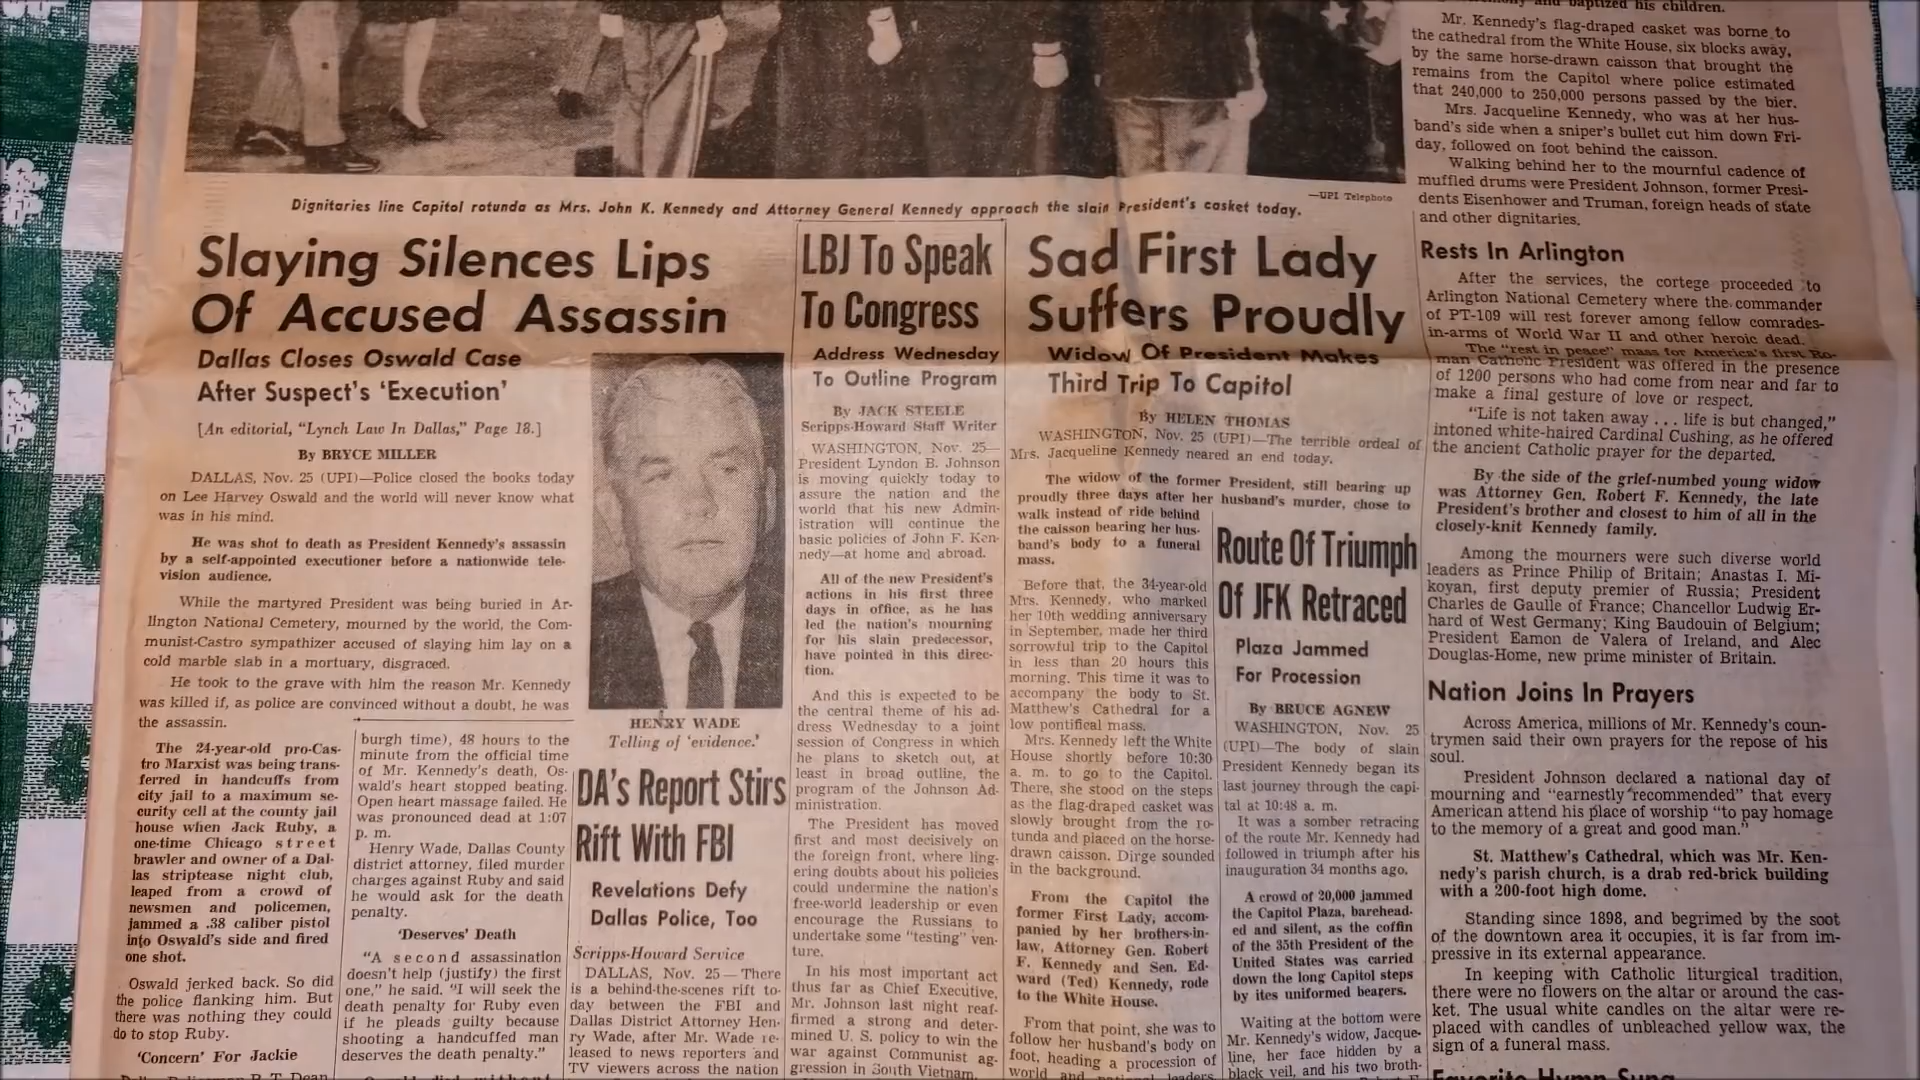 Dignitaries line Capitol rotunda as Mrs. John K. Kennedy and Attorney General Kennedy approach the slain President's casket today.
—UPI Telephoto
Slaying Silences Lips
Of Accused Assassin
Dallas Closes Oswald Case
After Suspect's 'Execution'
[An editorial, "Lynch Law In Dallas," Page 18.]
By BRYCE MILLER
DALLAS, Nov. 25 (UPI)—Police closed the books today
on Lee Harvey Oswald and the world will never know what
was in his mind.
He was shot to death as President Kennedy's assassin
by a self-appointed executioner before a nationwide tele-
vision audience.
While the martyred President was being buried in Ar-
lington National Cemetery, mourned by the world, the Com-
munist-Castro sympathizer accused of slaying him lay on a
cold marble slab in a mortuary, disgraced.
He took to the grave with him the reason Mr. Kennedy
was killed if, as police are convinced without a doubt, he was
the assassin.
The 24-year-old pro-Cas-
tro Marxist was being trans-
ferred in handcuffs from
city jail to a maximum se-
curity cell at the county jail
house when Jack Ruby, a
one-time Chicago street
brawler and owner of a Dal-
las striptease night club,
leaped from a crowd of
newsmen and policemen,
jammed a .38 caliber pistol
into Oswald's side and fired
one shot.
Oswald jerked back. So did
the police flanking him. But
there was nothing they could
do to stop Ruby.
'Concern' For Jackie
burgh time), 48 hours to the
minute from the official time
of Mr. Kennedy's death, Os-
wald's heart stopped beating.
Open heart massage failed. He
was pronounced dead at 1:07
p. m.
Henry Wade, Dallas County
district attorney, filed murder
charges against Ruby and said
he would ask for the death
penalty.
'Deserves' Death
"A second assassination
doesn't help (justify) the first
one," he said. "I will seek the
death penalty for Ruby even
if he pleads guilty because
shooting a handcuffed man
deserves the death penalty."
HENRY WADE
Telling of 'evidence.'
DA's Report Stirs
Rift With FBI
Revelations Defy
Dallas Police, Too
Scripps-Howard Service
DALLAS, Nov. 25—There
is a behind-the-scenes rift to-
day between the FBI and
Dallas District Attorney Hen-
ry Wade, after Mr. Wade re-
leased to news reporters and
TV viewers across the nation
LBJ To Speak
To Congress
Address Wednesday
To Outline Program
By JACK STEELE
Scripps-Howard Staff Writer
WASHINGTON, Nov. 25—
President Lyndon B. Johnson
is moving quickly today to
assure the nation and the
world that his new Admin-
istration will continue the
basic policies of John F. Ken-
nedy—at home and abroad.
All of the new President's
actions in his first three
days in office, as he has
led the nation's mourning
for his slain predecessor,
have pointed in this direc-
tion.
And this is expected to be
the central theme of his ad-
dress Wednesday to a joint
session of Congress in which
he plans to sketch out, at
least in broad outline, the
program of the Johnson Ad-
ministration.
The President has moved
first and most decisively on
the foreign front, where ling-
ering doubts about his policies
could undermine the nation's
free-world leadership or even
encourage the Russians to
undertake some "testing" ven-
ture.
In his most important act
thus far as Chief Executive,
Mr. Johnson last night reaf-
firmed a strong and deter-
mined U. S. policy to win the
war against Communist ag-
gression in South Vietnam.
Sad First Lady
Suffers Proudly
Widow Of President Makes
Third Trip To Capitol
By HELEN THOMAS
WASHINGTON, Nov. 25 (UPI)—The terrible ordeal of
Mrs. Jacqueline Kennedy neared an end today.
The widow of the former President, still bearing up
proudly three days after her husband's murder, chose to
walk instead of ride behind
the caisson bearing her hus-
band's body to a funeral
mass.
Before that, the 34-year-old
Mrs. Kennedy, who marked
her 10th wedding anniversary
in September, made her third
sorrowful trip to the Capitol
in less than 20 hours this
morning. This time it was to
accompany the body to St.
Matthew's Cathedral for a
low pontifical mass.
Mrs. Kennedy left the White
House shortly before 10:30
a. m. to go to the Capitol.
There, she stood on the steps
as the flag-draped casket was
slowly brought from the ro-
tunda and placed on the horse-
drawn caisson. Dirge sounded
in the background.
From the Capitol the
former First Lady, accom-
panied by her brothers-in-
law, Attorney Gen. Robert
F. Kennedy and Sen. Ed-
ward (Ted) Kennedy, rode
to the White House.
From that point, she was to
follow her husband's body on
foot, heading a procession of
world and national leaders
Route Of Triumph
Of JFK Retraced
Plaza Jammed
For Procession
By BRUCE AGNEW
WASHINGTON, Nov. 25
(UPI)—The body of slain
President Kennedy began its
last journey through the capi-
tal at 10:48 a. m.
It was a somber retracing
of the route Mr. Kennedy had
followed in triumph after his
inauguration 34 months ago.
A crowd of 20,000 jammed
the Capitol Plaza, barehead-
ed and silent, as the coffin
of the 35th President of the
United States was carried
down the long Capitol steps
by ites uniformed bearers.
Waiting at the bottom were
Mr. Kennedy's widow, Jacque-
line, her face hidden by a
black veil, and his two broth-
and baptized his children.
Mr. Kennedy's flag-draped casket was borne to
the cathedral from the White House, six blocks away,
by the same horse-drawn caisson that brought the
remains from the Capitol where police estimated
that 240,000 to 250,000 persons passed by the bier.
Mrs. Jacqueline Kennedy, who was at her hus-
band's side when a sniper's bullet cut him down Fri-
day, followed on foot behind the caisson.
Walking behind her to the mournful cadence of
muffled drums were President Johnson, former Presi-
dents Eisenhower and Truman, foreign heads of state
and other dignitaries.
Rests In Arlington
After the services, the cortege proceeded to
Arlington National Cemetery where the commander
of PT-109 will rest forever among fellow comrades-
in-arms of World War II and other heroic dead.
The "rest in peace" mass for America's first Ro-
man Catholic President was offered in the presence
of 1200 persons who had come from near and far to
make a final gesture of love or respect.
"Life is not taken away . . . life is but changed,"
intoned white-haired Cardinal Cushing, as he offered
the ancient Catholic prayer for the departed.
By the side of the grief-numbed young widow
was Attorney Gen. Robert F. Kennedy, the late
President's brother and closest to him of all in the
closely-knit Kennedy family.
Among the mourners were such diverse world
leaders as Prince Philip of Britain; Anastas I. Mi-
koyan, first deputy premier of Russia; President
Charles de Gaulle of France; Chancellor Ludwig Er-
hard of West Germany; King Baudouin of Belgium;
President Eamon de Valera of Ireland, and Alec
Douglas-Home, new prime minister of Britain.
Nation Joins In Prayers
Across America, millions of Mr. Kennedy's coun-
trymen said their own prayers for the repose of his
soul.
President Johnson declared a national day of
mourning and "earnestly recommended" that every
American attend his place of worship "to pay homage
to the memory of a great and good man."
St. Matthew's Cathedral, which was Mr. Ken-
nedy's parish church, is a drab red-brick building
with a 200-foot high dome.
Standing since 1898, and begrimed by the soot
of the downtown area it occupies, it is far from im-
pressive in its external appearance.
In keeping with Catholic liturgical tradition,
there were no flowers on the altar or around the cas-
ket. The usual white candles on the altar were re-
placed with candles of unbleached yellow wax, the
sign of a funeral mass.
Favorite Hymn Sung